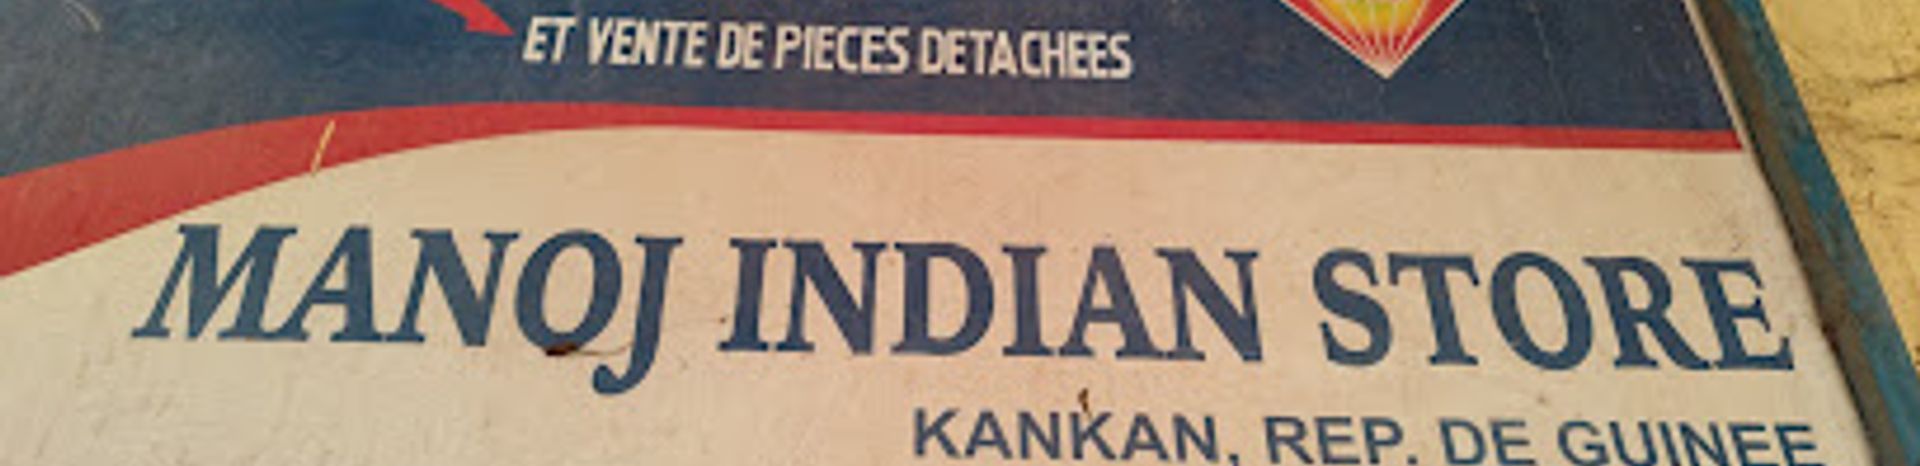 ET VENTE DE PIECES DETACHEES
MANOJ INDIAN STORE
KANKAN, REP. DE GUINEE